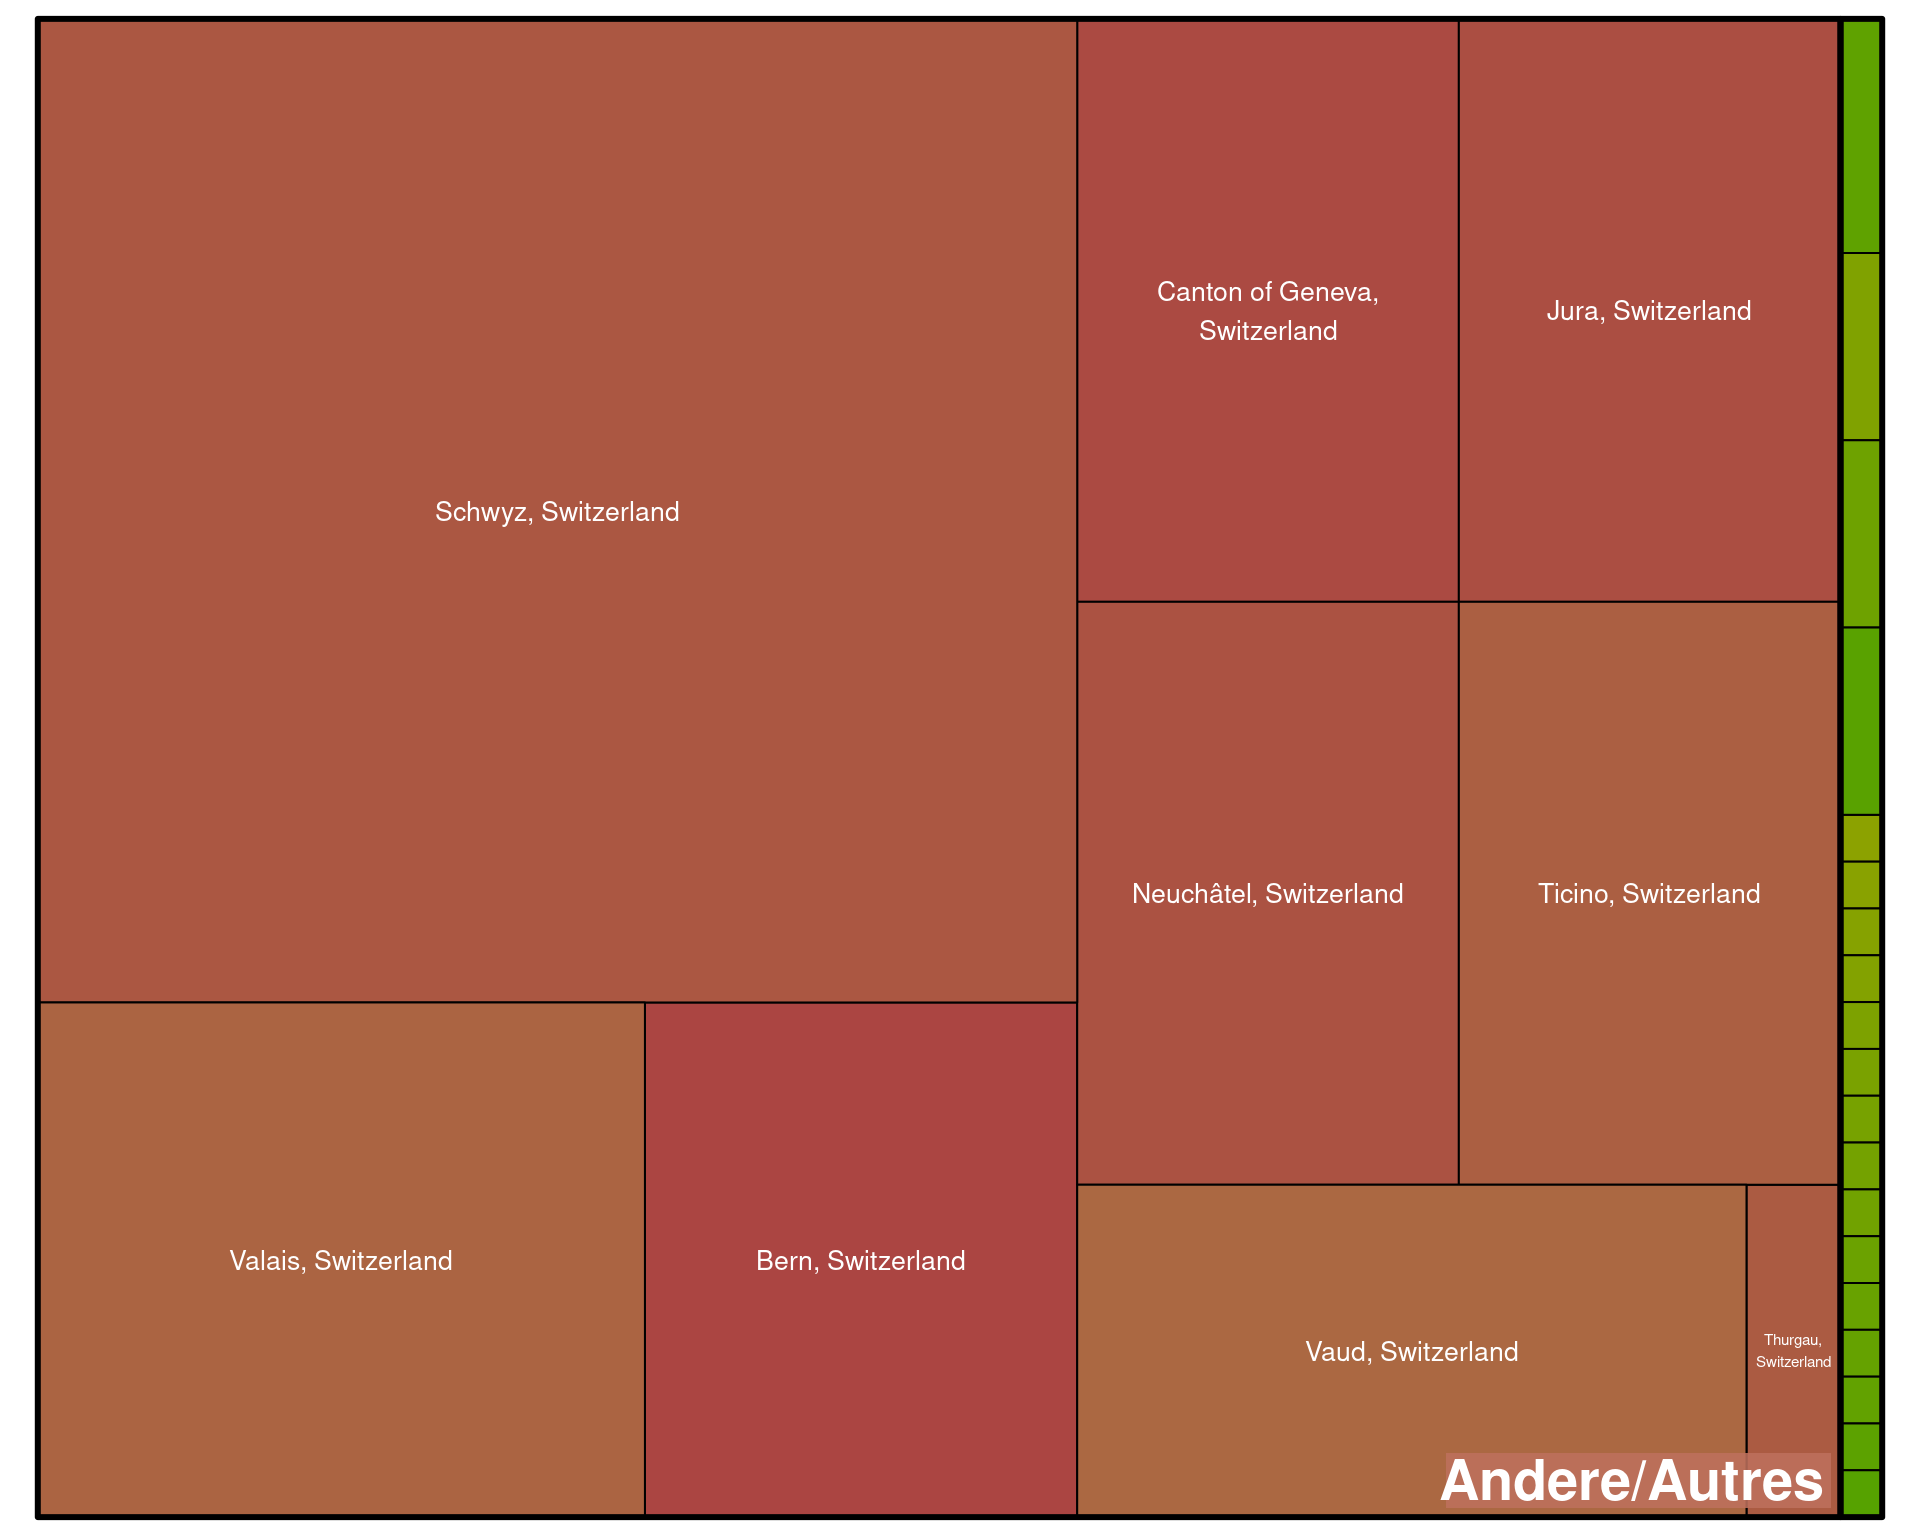 Schwyz, Switzerland
Canton of Geneva,
Switzerland
Jura, Switzerland
Neuchâtel, Switzerland
Ticino, Switzerland
Valais, Switzerland
Bern, Switzerland
Vaud, Switzerland
Thurgau,
Switzerland
Andere/Autres